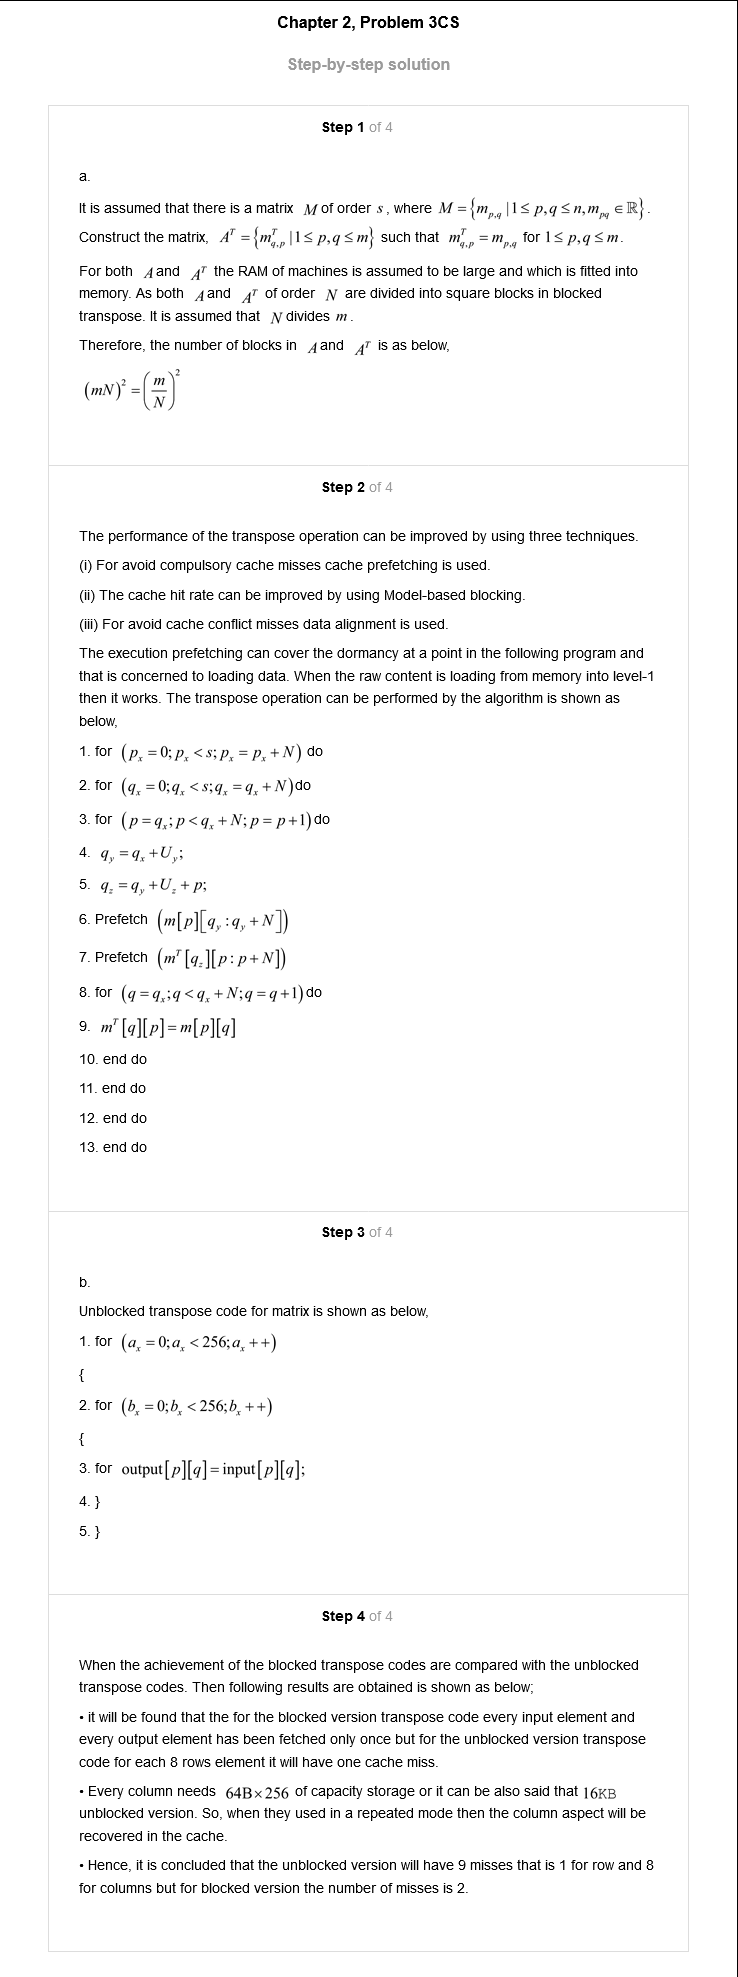 Chapter 2, Problem 3CS
Step-by-step solution
Step 1 of 4
a.
It is assumed that there is a matrix M of order s, where M = {m_{p,q} | 1 ≤ p,q ≤ n, m_{pq} ∈ ℝ}.
Construct the matrix, A^T = {m^T_{q,p} | 1 ≤ p,q ≤ m} such that m^T_{q,p} = m_{p,q} for 1 ≤ p,q ≤ m.
For both A and A^T the RAM of machines is assumed to be large and which is fitted into
memory. As both A and A^T of order N are divided into square blocks in blocked
transpose. It is assumed that N divides m.
Therefore, the number of blocks in A and A^T is as below,
(mN)^2 = (m/N)^2
Step 2 of 4
The performance of the transpose operation can be improved by using three techniques.
(i) For avoid compulsory cache misses cache prefetching is used.
(ii) The cache hit rate can be improved by using Model-based blocking.
(iii) For avoid cache conflict misses data alignment is used.
The execution prefetching can cover the dormancy at a point in the following program and
that is concerned to loading data. When the raw content is loading from memory into level-1
then it works. The transpose operation can be performed by the algorithm is shown as
below,
1. for (p_x = 0; p_x < s; p_x = p_x + N) do
2. for (q_x = 0; q_x < s; q_x = q_x + N) do
3. for (p = q_x; p < q_x + N; p = p + 1) do
4. q_y = q_x + U_y;
5. q_z = q_y + U_z + p;
6. Prefetch (m[p][q_y : q_y + N])
7. Prefetch (m^T[q_z][p : p + N])
8. for (q = q_x; q < q_x + N; q = q + 1) do
9. m^T[q][p] = m[p][q]
10. end do
11. end do
12. end do
13. end do
Step 3 of 4
b.
Unblocked transpose code for matrix is shown as below,
1. for (a_x = 0; a_x < 256; a_x ++)
{
2. for (b_x = 0; b_x < 256; b_x ++)
{
3. for output[p][q] = input[p][q];
4. }
5. }
Step 4 of 4
When the achievement of the blocked transpose codes are compared with the unblocked
transpose codes. Then following results are obtained is shown as below;
• it will be found that the for the blocked version transpose code every input element and
every output element has been fetched only once but for the unblocked version transpose
code for each 8 rows element it will have one cache miss.
• Every column needs 64B×256 of capacity storage or it can be also said that 16KB
unblocked version. So, when they used in a repeated mode then the column aspect will be
recovered in the cache.
• Hence, it is concluded that the unblocked version will have 9 misses that is 1 for row and 8
for columns but for blocked version the number of misses is 2.